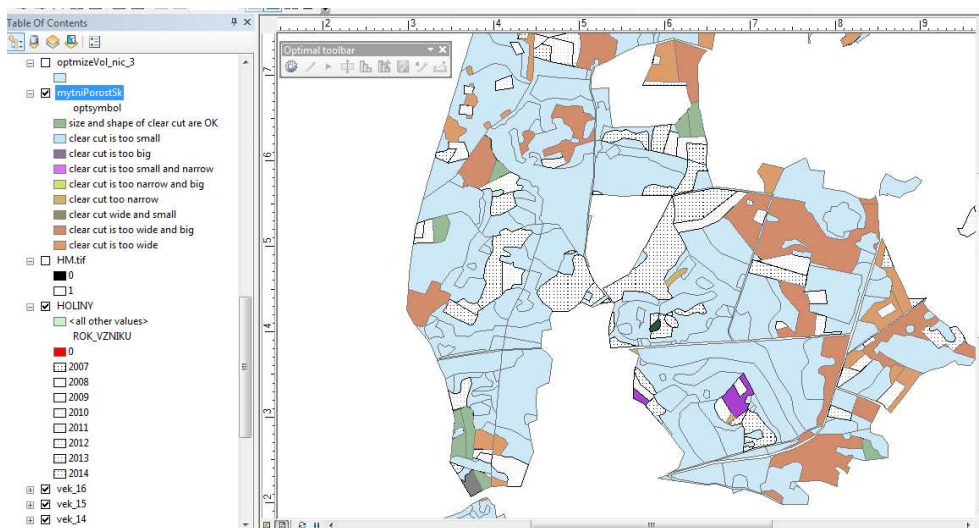 Table Of Contents
optmizeVol_nic_3
mytniPorostSk
optsymbol
size and shape of clear cut are OK
clear cut is too small
clear cut is too big
clear cut is too small and narrow
clear cut is too narrow and big
clear cut too narrow
clear cut wide and small
clear cut is too wide and big
clear cut is too wide
HM.tif
0
1
HOLINY
<all other values>
ROK_VZNIKU
0
2007
2008
2009
2010
2011
2012
2013
2014
vek_16
vek_15
vek_14
2 3 4 5 6 7 8 9
Optimal toolbar
7
6
5
4
3
2